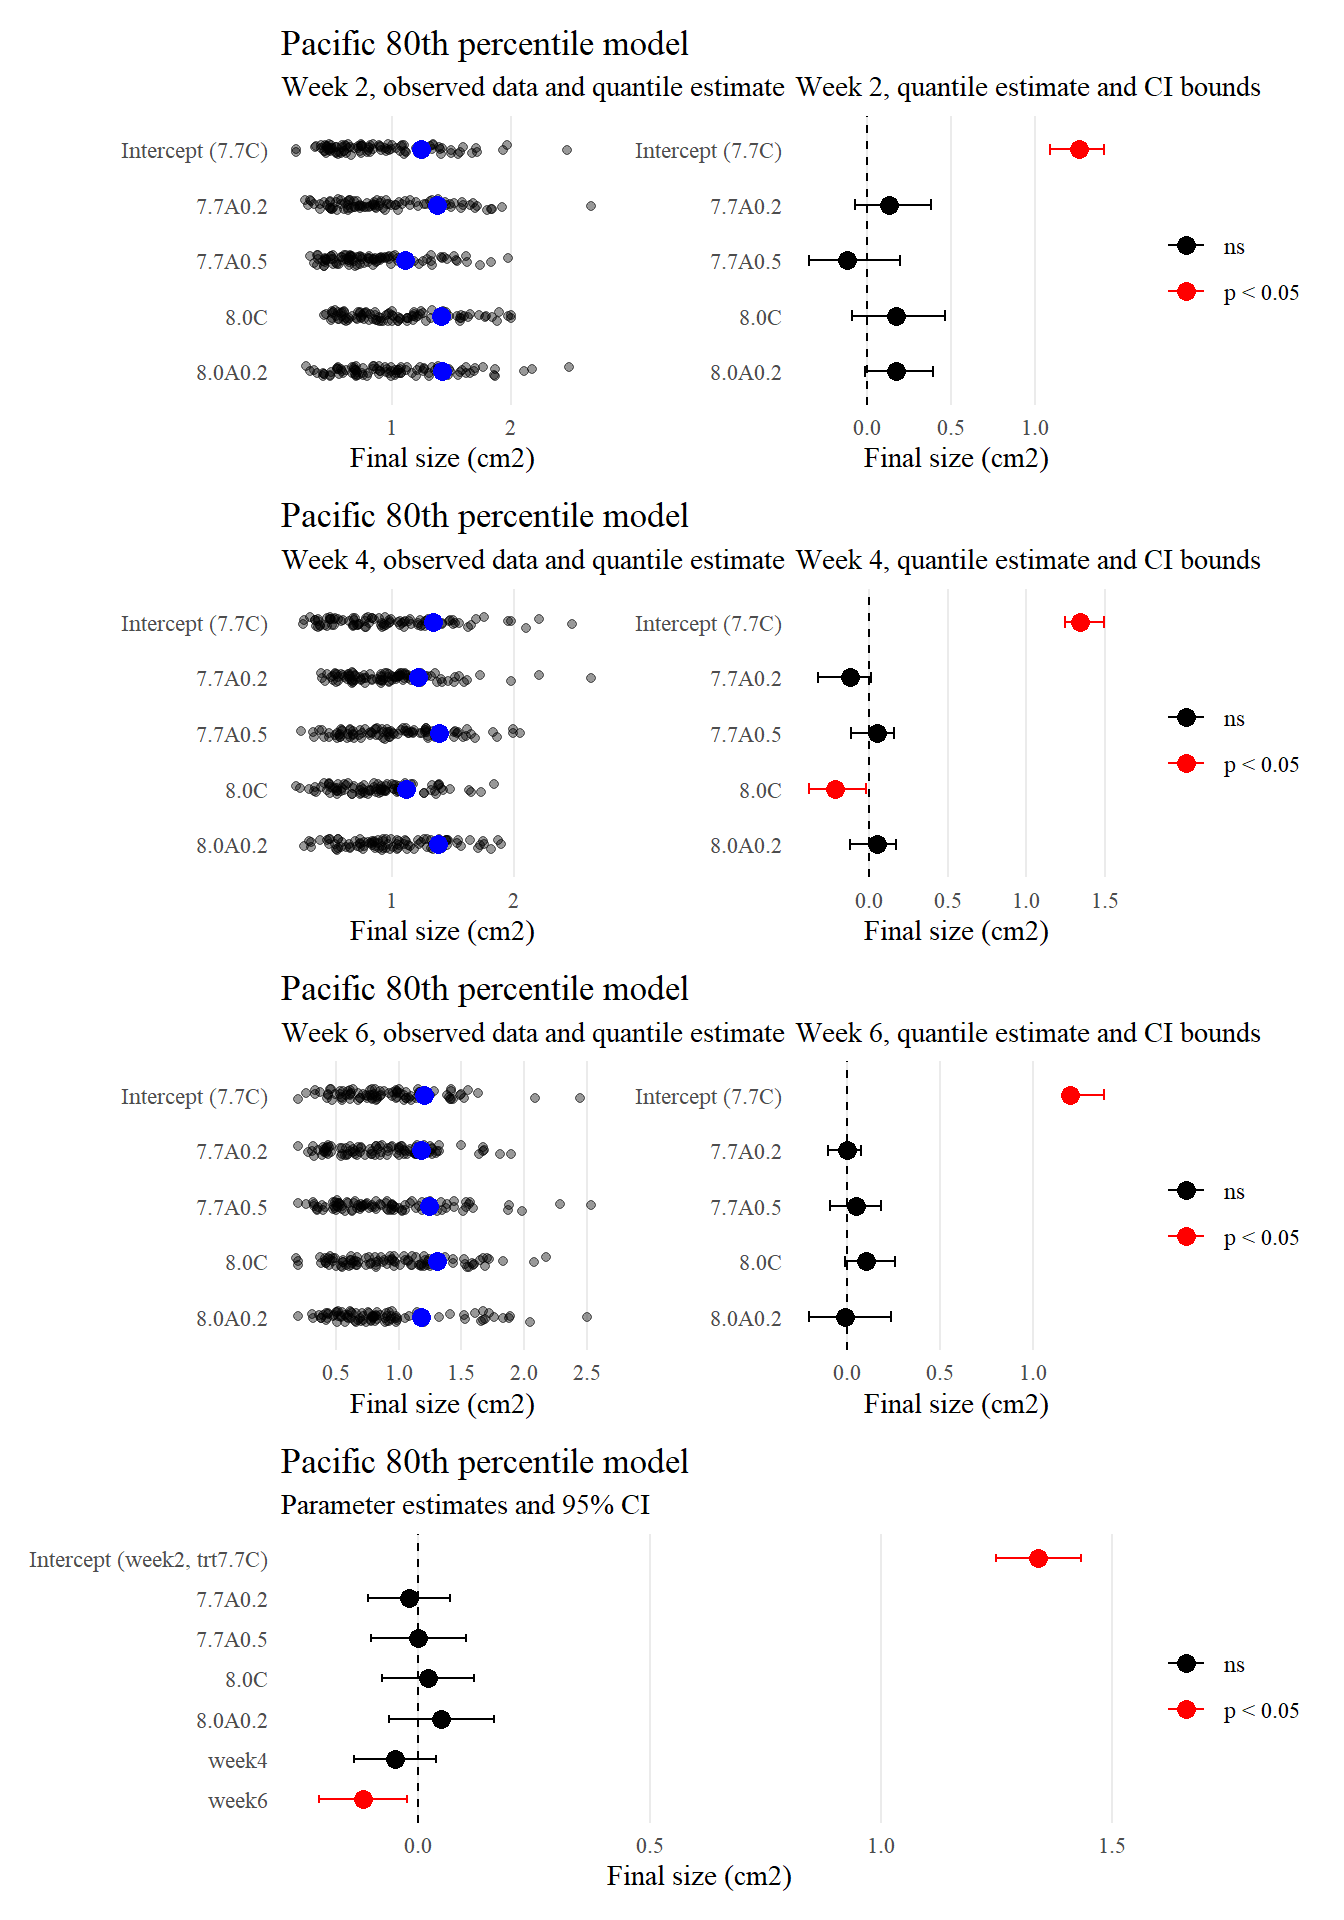 Pacific 80th percentile model
Week 2, observed data and quantile estimate
Intercept (7.7C)
7.7A0.2
7.7A0.5
8.0C
8.0A0.2
1
2
Final size (cm2)
Week 2, quantile estimate and CI bounds
Intercept (7.7C)
7.7A0.2
7.7A0.5
8.0C
8.0A0.2
0.0
0.5
1.0
Final size (cm2)
ns
p < 0.05
Pacific 80th percentile model
Week 4, observed data and quantile estimate
Intercept (7.7C)
7.7A0.2
7.7A0.5
8.0C
8.0A0.2
1
2
Final size (cm2)
Week 4, quantile estimate and CI bounds
Intercept (7.7C)
7.7A0.2
7.7A0.5
8.0C
8.0A0.2
0.0
0.5
1.0
1.5
Final size (cm2)
ns
p < 0.05
Pacific 80th percentile model
Week 6, observed data and quantile estimate
Intercept (7.7C)
7.7A0.2
7.7A0.5
8.0C
8.0A0.2
0.5
1.0
1.5
2.0
2.5
Final size (cm2)
Week 6, quantile estimate and CI bounds
Intercept (7.7C)
7.7A0.2
7.7A0.5
8.0C
8.0A0.2
0.0
0.5
1.0
Final size (cm2)
ns
p < 0.05
Pacific 80th percentile model
Parameter estimates and 95% CI
Intercept (week2, trt7.7C)
7.7A0.2
7.7A0.5
8.0C
8.0A0.2
week4
week6
0.0
0.5
1.0
1.5
Final size (cm2)
ns
p < 0.05